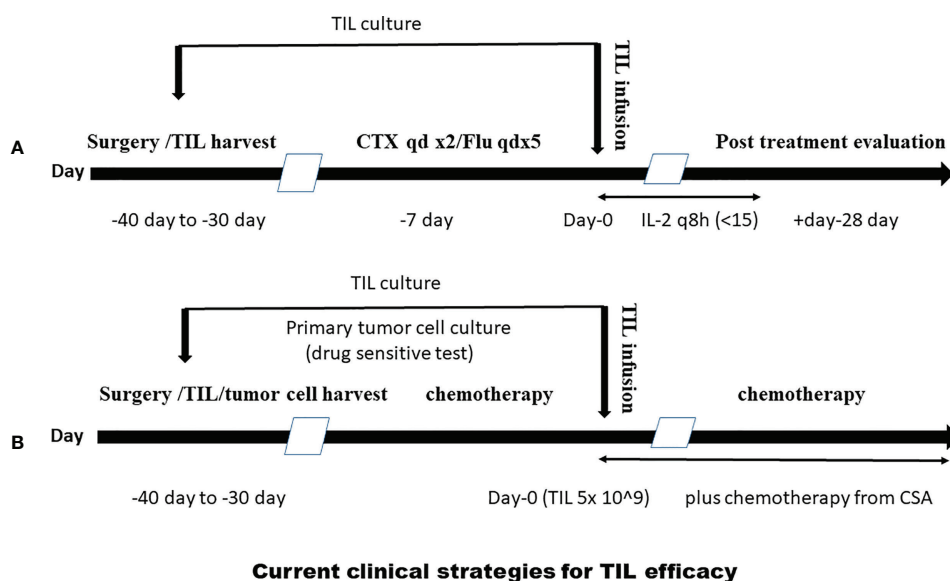 TIL culture
TIL infusion
A
Surgery /TIL harvest
CTX qd x2/Flu qdx5
Post treatment evaluation
Day
-40 day to -30 day
-7 day
Day-0
IL-2 q8h (<15)
+day-28 day
TIL culture
Primary tumor cell culture
(drug sensitive test)
TIL infusion
Surgery /TIL/tumor cell harvest
chemotherapy
chemotherapy
B
Day
-40 day to -30 day
Day-0 (TIL 5x 10^9)
plus chemotherapy from CSA
Current clinical strategies for TIL efficacy